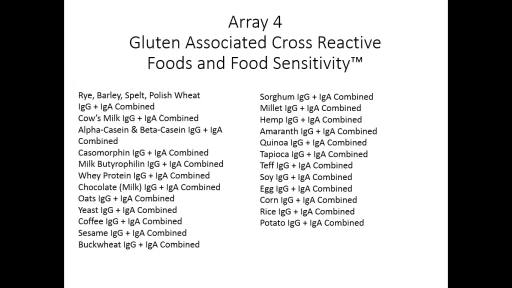 Array 4
Gluten Associated Cross Reactive
Foods and Food Sensitivity™
Rye, Barley, Spelt, Polish Wheat
IgG + IgA Combined
Cow's Milk IgG + IgA Combined
Alpha-Casein & Beta-Casein IgG + IgA
Combined
Casomorphin IgG + IgA Combined
Milk Butyrophilin IgG + IgA Combined
Whey Protein IgG + IgA Combined
Chocolate (Milk) IgG + IgA Combined
Oats IgG + IgA Combined
Yeast IgG + IgA Combined
Coffee IgG + IgA Combined
Sesame IgG + IgA Combined
Buckwheat IgG + IgA Combined
Sorghum IgG + IgA Combined
Millet IgG + IgA Combined
Hemp IgG + IgA Combined
Amaranth IgG + IgA Combined
Quinoa IgG + IgA Combined
Tapioca IgG + IgA Combined
Teff IgG + IgA Combined
Soy IgG + IgA Combined
Egg IgG + IgA Combined
Corn IgG + IgA Combined
Rice IgG + IgA Combined
Potato IgG + IgA Combined